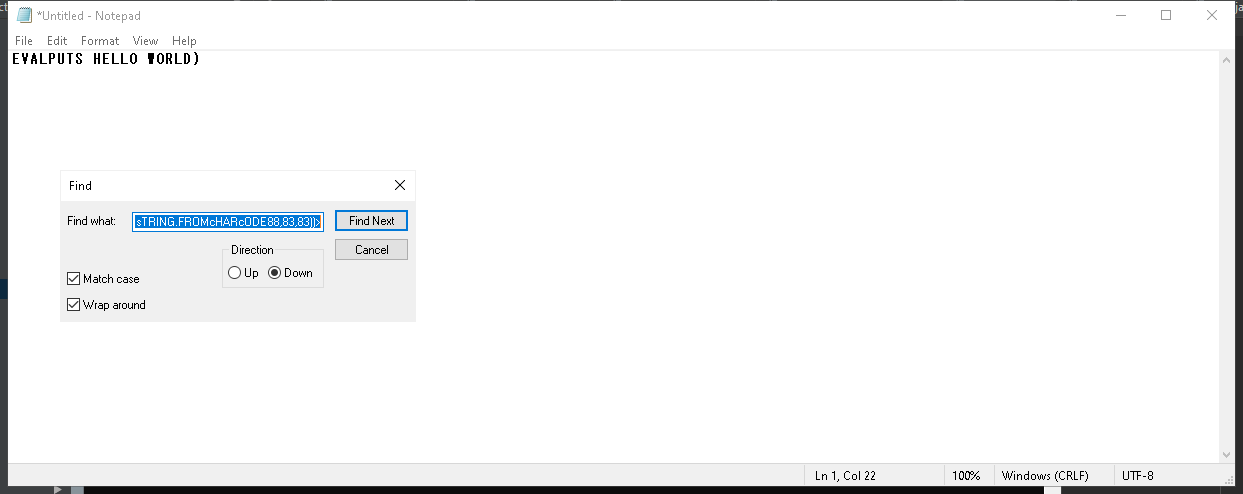 *Untitled - Notepad
File Edit Format View Help
EVALPUTS HELLO WORLD)
Find
Find what: sTRING.FROMcHARcODE88,83,83))>
Find Next
Direction
Cancel
Up Down
Match case
Wrap around
Ln 1, Col 22 100% Windows (CRLF) UTF-8